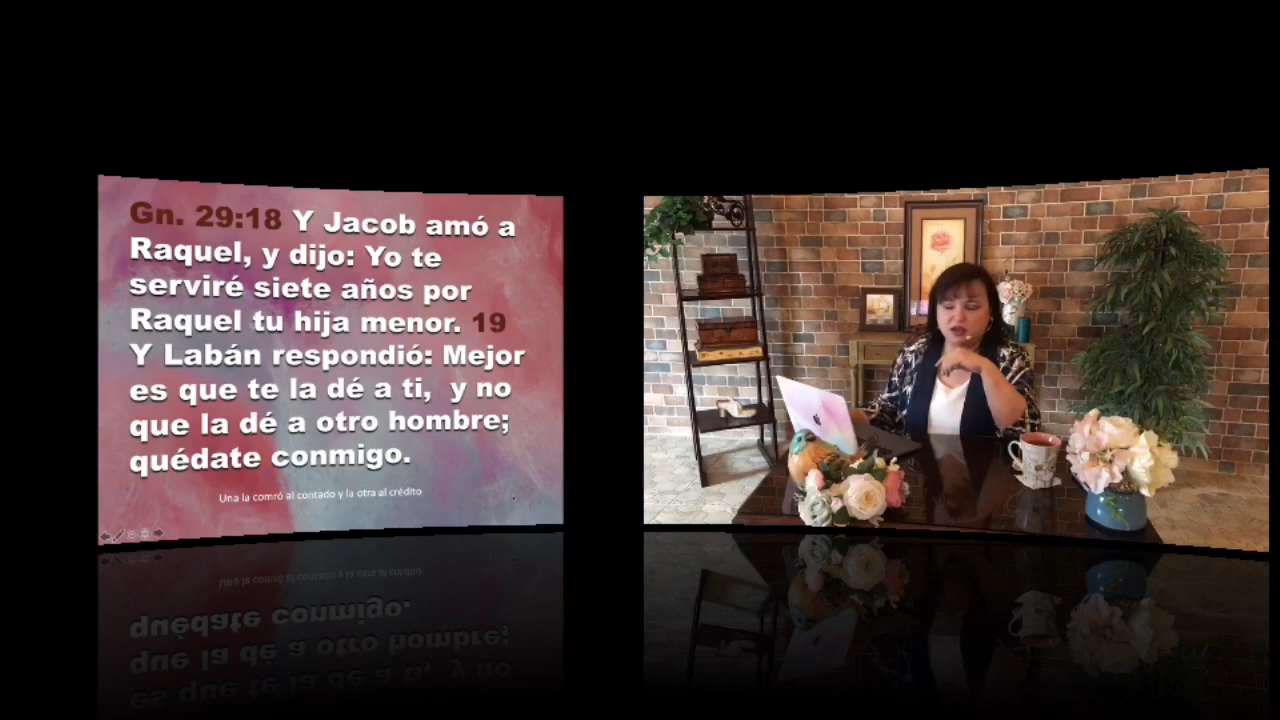 Gn. 29:18 Y Jacob amó a
Raquel, y dijo: Yo te
serviré siete años por
Raquel tu hija menor. 19
Y Labán respondió: Mejor
es que te la dé a ti, y no
que la dé a otro hombre;
quédate conmigo.
Una la comró al contado y la otra al crédito